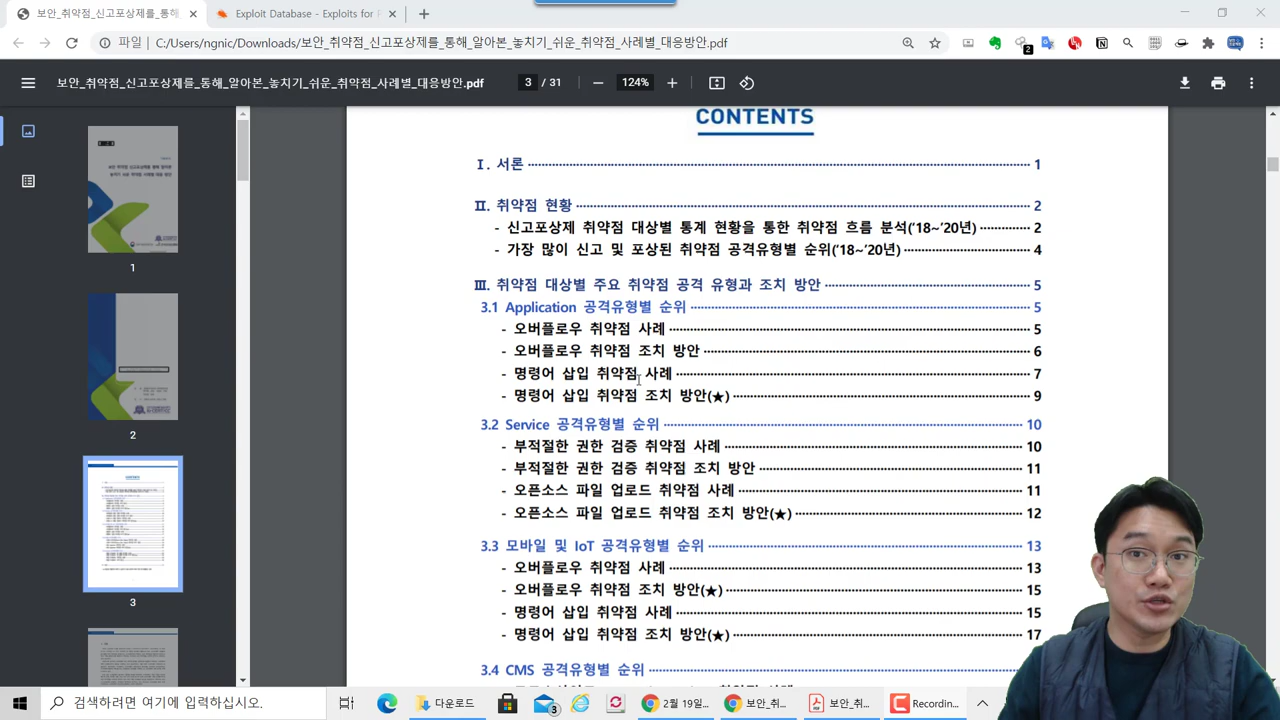 보안_취약점_신고포상제를_통해
Exploit Database - Exploits for P
파일
C:/Users/ngnic/Downloads/보안_취약점_신고포상제를_통해_알아본_놓치기_쉬운_취약점_사례별_대응방안.pdf
2
보안_취약점_신고포상제를_통해_알아본_놓치기_쉬운_취약점_사례별_대응방안.pdf
3 / 31
124%
1
2
3
CONTENTS
Ⅰ. 서론 1
Ⅱ. 취약점 현황 2
- 신고포상제 취약점 대상별 통계 현황을 통한 취약점 흐름 분석('18~'20년) 2
- 가장 많이 신고 및 포상된 취약점 공격유형별 순위('18~'20년) 4
Ⅲ. 취약점 대상별 주요 취약점 공격 유형과 조치 방안 5
3.1 Application 공격유형별 순위 5
- 오버플로우 취약점 사례 5
- 오버플로우 취약점 조치 방안 6
- 명령어 삽입 취약점 사례 7
- 명령어 삽입 취약점 조치 방안(★) 9
3.2 Service 공격유형별 순위 10
- 부적절한 권한 검증 취약점 사례 10
- 부적절한 권한 검증 취약점 조치 방안 11
- 오픈소스 파일 업로드 취약점 사례 11
- 오픈소스 파일 업로드 취약점 조치 방안(★) 12
3.3 모바일 및 IoT 공격유형별 순위 13
- 오버플로우 취약점 사례 13
- 오버플로우 취약점 조치 방안(★) 15
- 명령어 삽입 취약점 사례 15
- 명령어 삽입 취약점 조치 방안(★) 17
3.4 CMS 공격유형별 순위
검색하려면 여기에 입력하십시오.
다운로드
3
2월 19일...
보안_취...
보안_취...
Recordin...